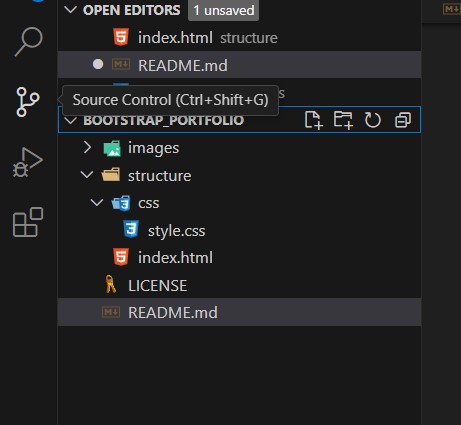 OPEN EDITORS 1 unsaved
index.html structure
README.md
Source Control (Ctrl+Shift+G)
BOOTSTRAP_PORTFOLIO
images
structure
css
style.css
index.html
LICENSE
README.md